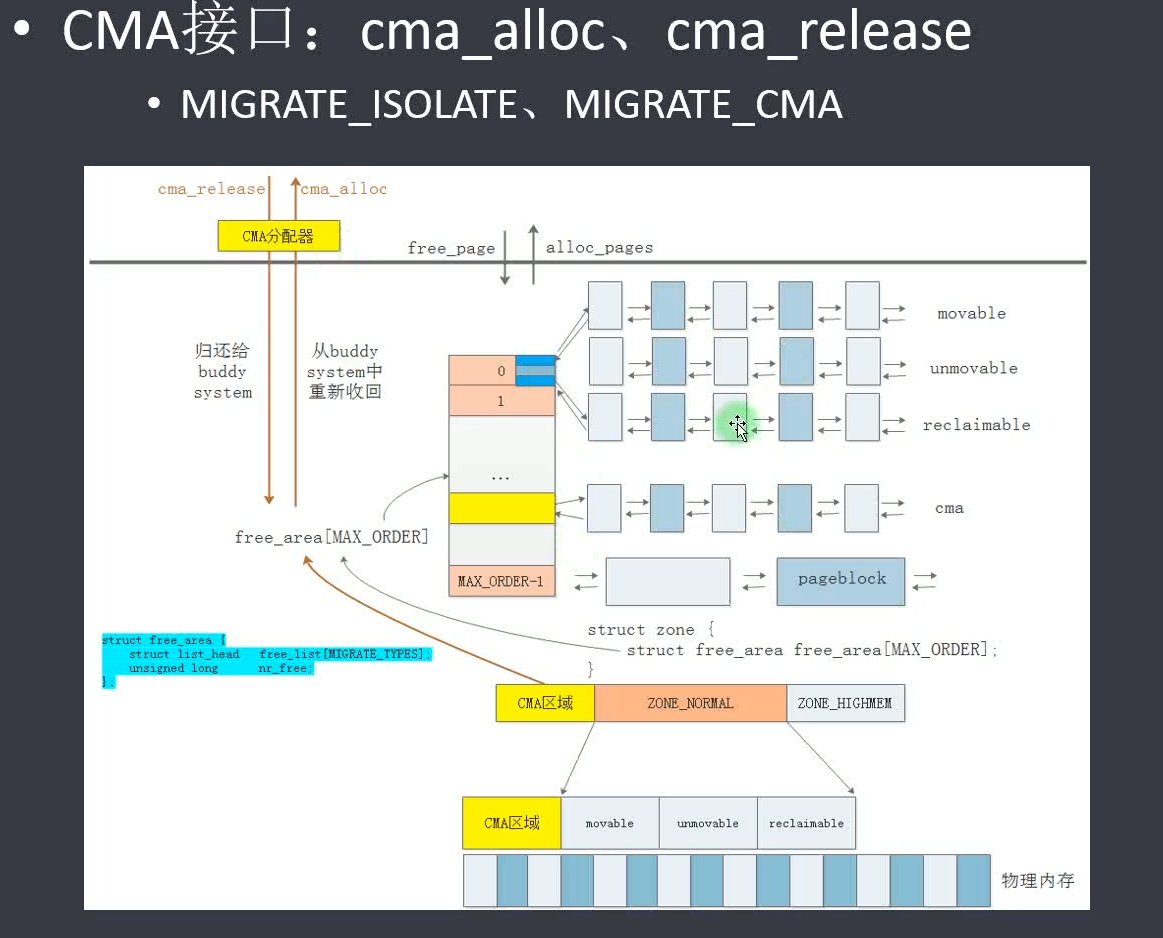 • CMA接口：cma_alloc、cma_release
• MIGRATE_ISOLATE、MIGRATE_CMA
cma_release
cma_alloc
CMA分配器
free_page
alloc_pages
movable
unmovable
reclaimable
cma
归还给
buddy
system
从buddy
system中
重新收回
0
1
...
MAX_ORDER-1
pageblock
free_area[MAX_ORDER]
struct free_area {
struct list_head free_list[MIGRATE_TYPES];
unsigned long nr_free;
};
struct zone {
struct free_area free_area[MAX_ORDER];
}
CMA区域
ZONE_NORMAL
ZONE_HIGHMEM
CMA区域
movable
unmovable
reclaimable
物理内存